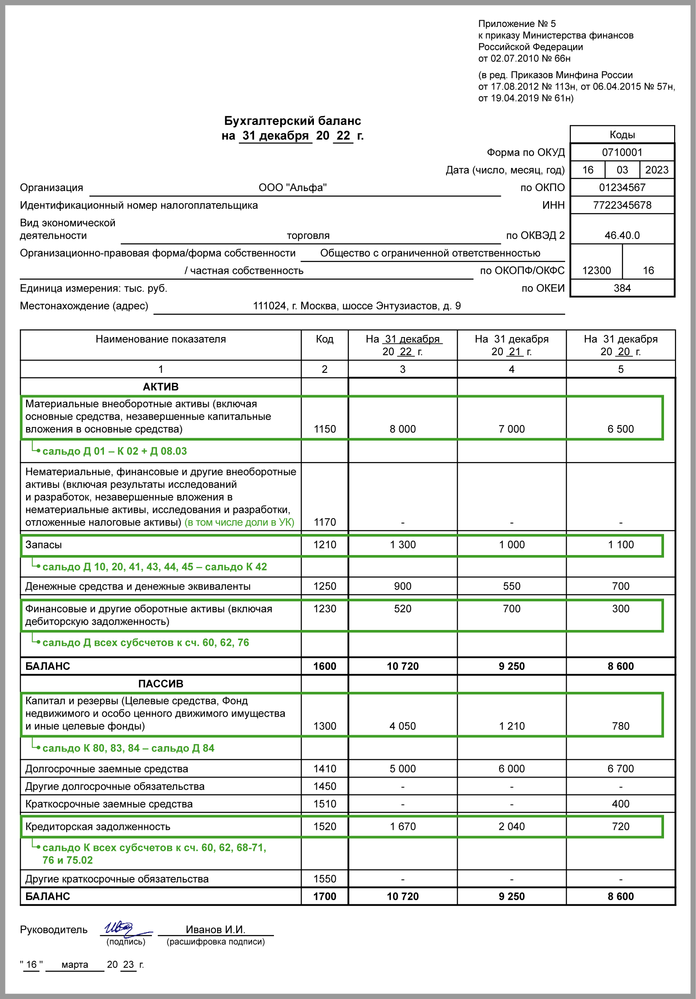 Приложение № 5
к приказу Министерства финансов
Российской Федерации
от 02.07.2010 № 66н
(в ред. Приказов Минфина России
от 17.08.2012 № 113н, от 06.04.2015 № 57н,
от 19.04.2019 № 61н)
Бухгалтерский баланс
на 31 декабря 20 22 г.
Коды
Форма по ОКУД 0710001
Дата (число, месяц, год) 16 03 2023
Организация ООО "Альфа" по ОКПО 01234567
Идентификационный номер налогоплательщика ИНН 7722345678
Вид экономической
деятельности торговля по ОКВЭД 2 46.40.0
Организационно-правовая форма/форма собственности Общество с ограниченной ответственностью
/ частная собственность по ОКОПФ/ОКФС 12300 16
Единица измерения: тыс. руб. по ОКЕИ 384
Местонахождение (адрес) 111024, г. Москва, шоссе Энтузиастов, д. 9
Наименование показателя Код На 31 декабря На 31 декабря На 31 декабря
20 22 г. 20 21 г. 20 20 г.
1 2 3 4 5
АКТИВ
Материальные внеоборотные активы (включая
основные средства, незавершенные капитальные
вложения в основные средства) 1150 8 000 7 000 6 500
сальдо Д 01 – К 02 + Д 08.03
Нематериальные, финансовые и другие внеоборотные
активы (включая результаты исследований
и разработок, незавершенные вложения в
нематериальные активы, исследования и разработки,
отложенные налоговые активы) (в том числе доли в УК) 1170 - - -
Запасы 1210 1 300 1 000 1 100
сальдо Д 10, 20, 41, 43, 44, 45 – сальдо К 42
Денежные средства и денежные эквиваленты 1250 900 550 700
Финансовые и другие оборотные активы (включая 1230 520 700 300
дебиторскую задолженность)
сальдо Д всех субсчетов к сч. 60, 62, 76
БАЛАНС 1600 10 720 9 250 8 600
ПАССИВ
Капитал и резервы (Целевые средства, Фонд
недвижимого и особо ценного движимого имущества
и иные целевые фонды) 1300 4 050 1 210 780
сальдо К 80, 83, 84 – сальдо Д 84
Долгосрочные заемные средства 1410 5 000 6 000 6 700
Другие долгосрочные обязательства 1450 - - -
Краткосрочные заемные средства 1510 - - 400
Кредиторская задолженность 1520 1 670 2 040 720
сальдо К всех субсчетов к сч. 60, 62, 68-71,
76 и 75.02
Другие краткосрочные обязательства 1550 - - -
БАЛАНС 1700 10 720 9 250 8 600
Руководитель Иванов И.И.
(подпись) (расшифровка подписи)
" 16 " марта 20 23 г.